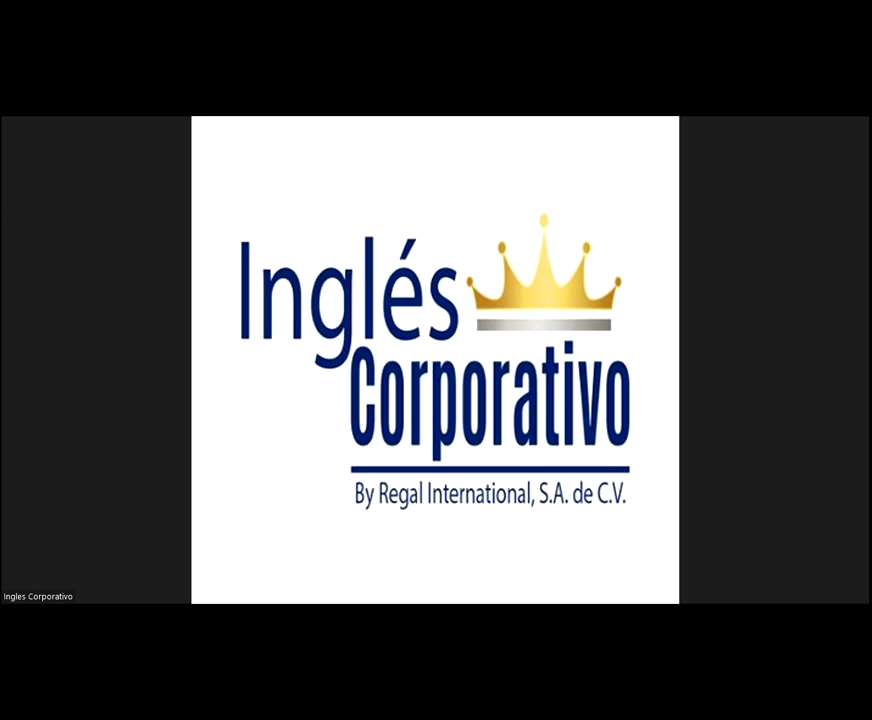 Inglés
Corporativo
By Regal International, S.A. de C.V.
Ingles Corporativo